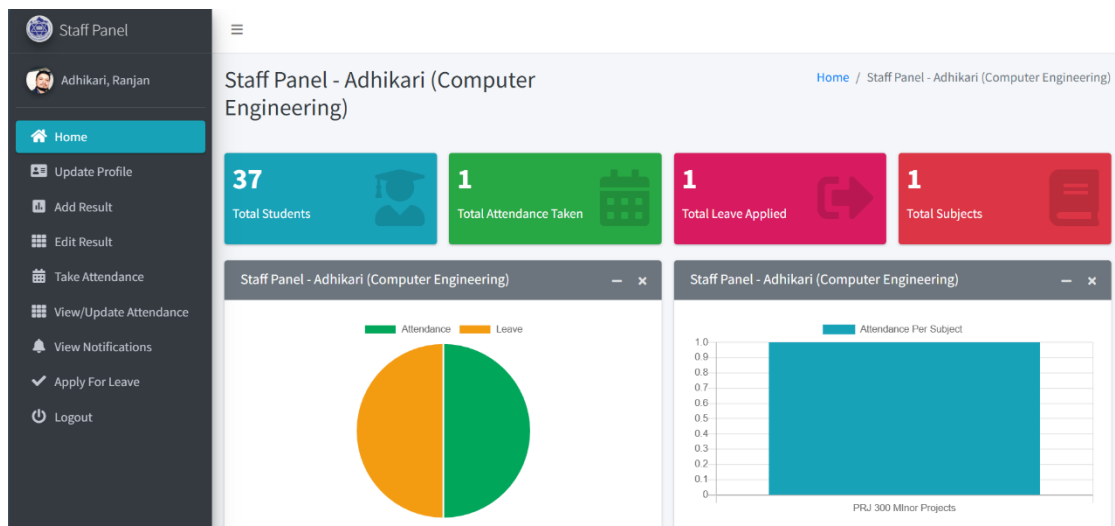 Staff Panel
Adhikari, Ranjan
Home
Update Profile
Add Result
Edit Result
Take Attendance
View/Update Attendance
View Notifications
Apply For Leave
Logout
Staff Panel - Adhikari (Computer
Engineering)
Home / Staff Panel - Adhikari (Computer Engineering)
37
Total Students
1
Total Attendance Taken
1
Total Leave Applied
1
Total Subjects
Staff Panel - Adhikari (Computer Engineering)
Attendance Leave
Staff Panel - Adhikari (Computer Engineering)
Attendance Per Subject
1.0
0.9
0.8
0.7
0.6
0.5
0.4
0.3
0.2
0.1
0
PRJ 300 MInor Projects